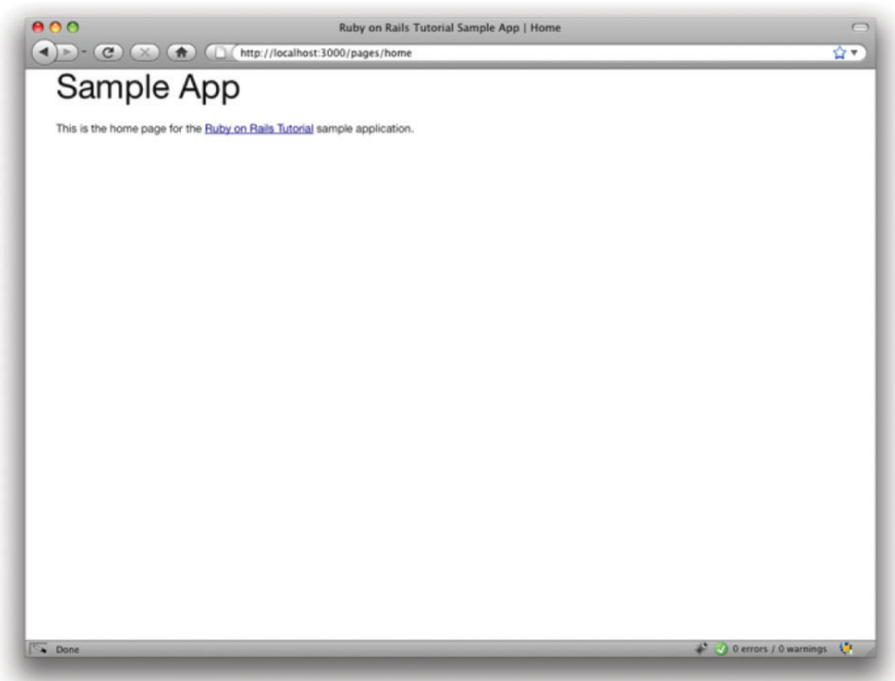 Ruby on Rails Tutorial Sample App | Home
http://localhost:3000/pages/home
Sample App
This is the home page for the Ruby on Rails Tutorial sample application.
Done
0 errors / 0 warnings